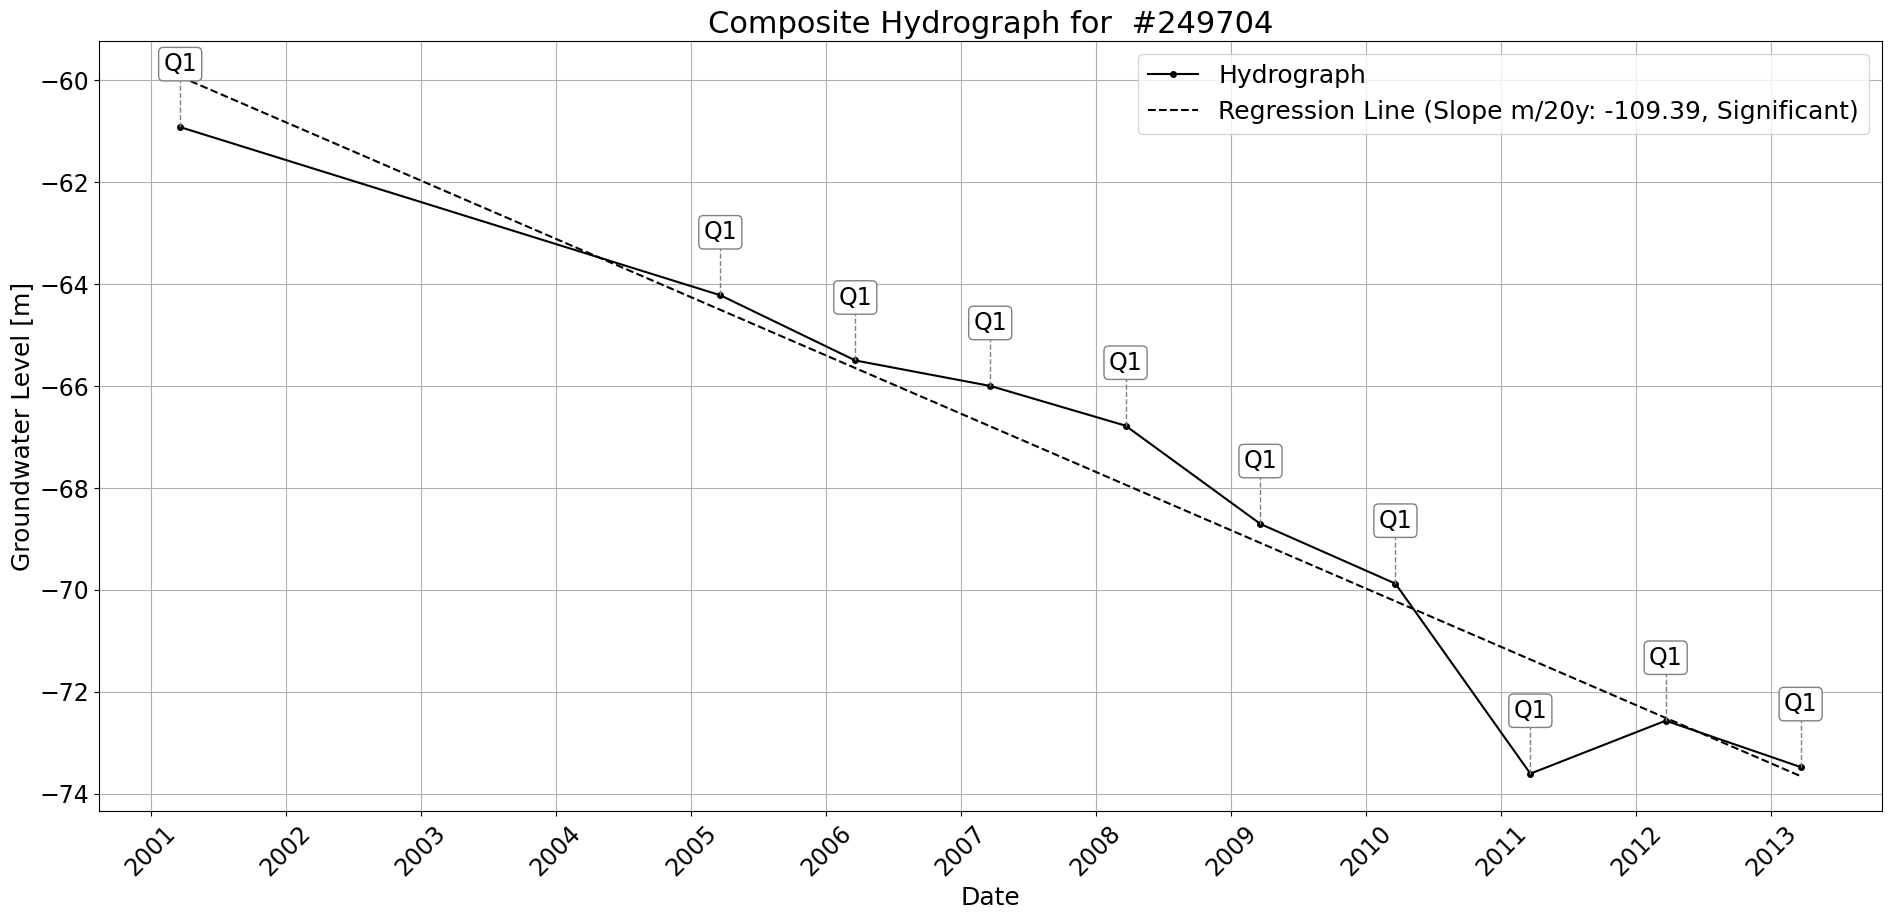 Composite Hydrograph for  #249704
Hydrograph
Regression Line (Slope m/20y: -109.39, Significant)
Groundwater Level [m]
−60
−62
−64
−66
−68
−70
−72
−74
Q1
Q1
Q1
Q1
Q1
Q1
Q1
Q1
Q1
Q1
2001
2002
2003
2004
2005
2006
2007
2008
2009
2010
2011
2012
2013
Date